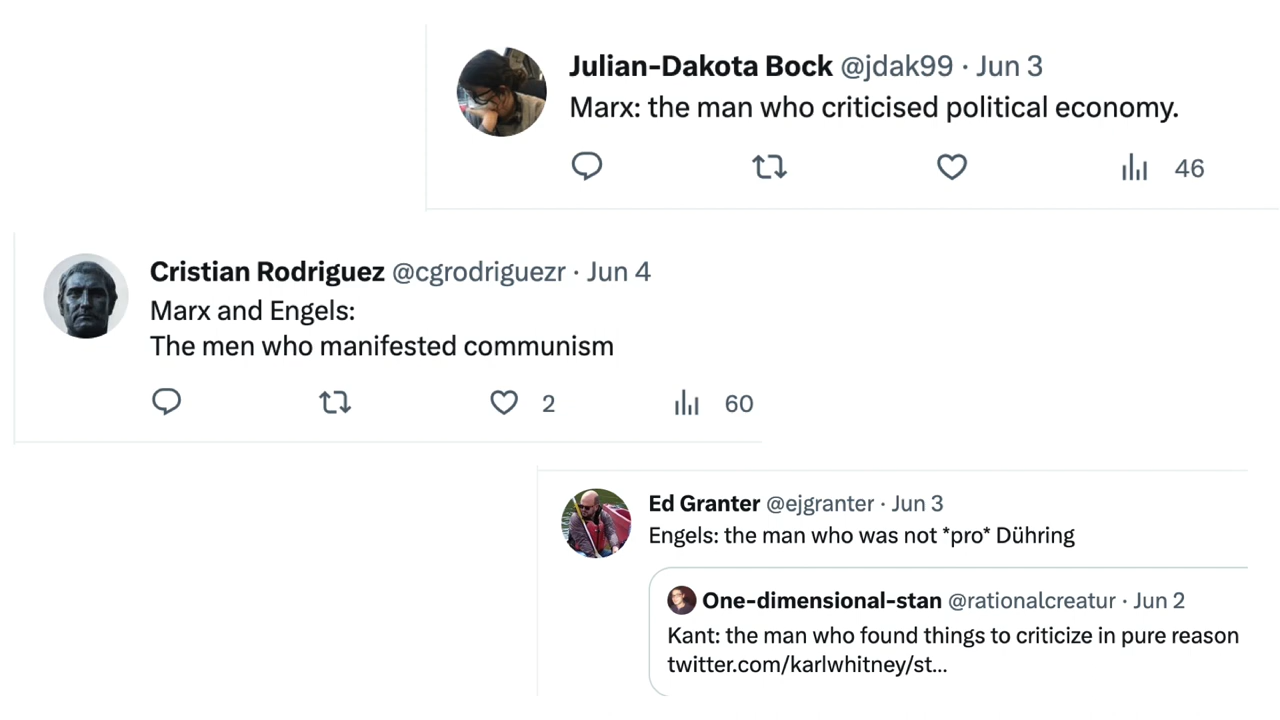 Julian-Dakota Bock @jdak99 · Jun 3
Marx: the man who criticised political economy.
46
Cristian Rodriguez @cgrodriguezr · Jun 4
Marx and Engels:
The men who manifested communism
2 60
Ed Granter @ejgranter · Jun 3
Engels: the man who was not *pro* Dühring
One-dimensional-stan @rationalcreatur · Jun 2
Kant: the man who found things to criticize in pure reason
twitter.com/karlwhitney/st...